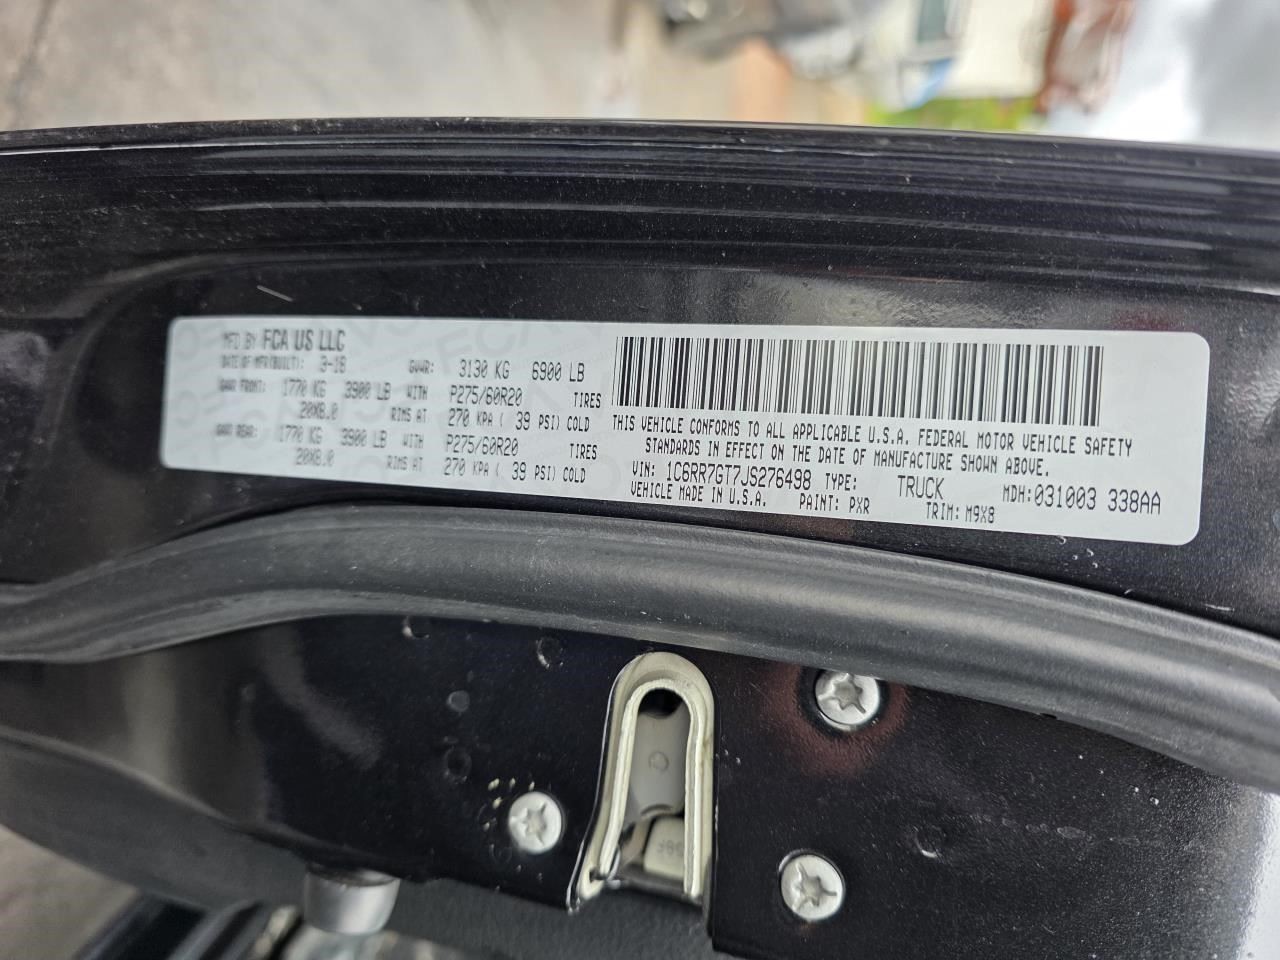 MFD BY FCA US LLC
DATE OF MFR(BUILT): 3-18 GVWR: 3130 KG 6900 LB
GAWR FRONT: 1770 KG 3900 LB WITH P275/60R20 TIRES
20X8.0 RIMS AT 270 KPA ( 39 PSI) COLD
GAWR REAR: 1770 KG 3900 LB WITH P275/60R20 TIRES
20X8.0 RIMS AT 270 KPA ( 39 PSI) COLD
THIS VEHICLE CONFORMS TO ALL APPLICABLE U.S.A. FEDERAL MOTOR VEHICLE SAFETY
STANDARDS IN EFFECT ON THE DATE OF MANUFACTURE SHOWN ABOVE.
VIN: 1C6RR7GT7JS276498 TYPE: TRUCK MDH: 031003 338AA
VEHICLE MADE IN U.S.A. PAINT: PXR TRIM: M9X8